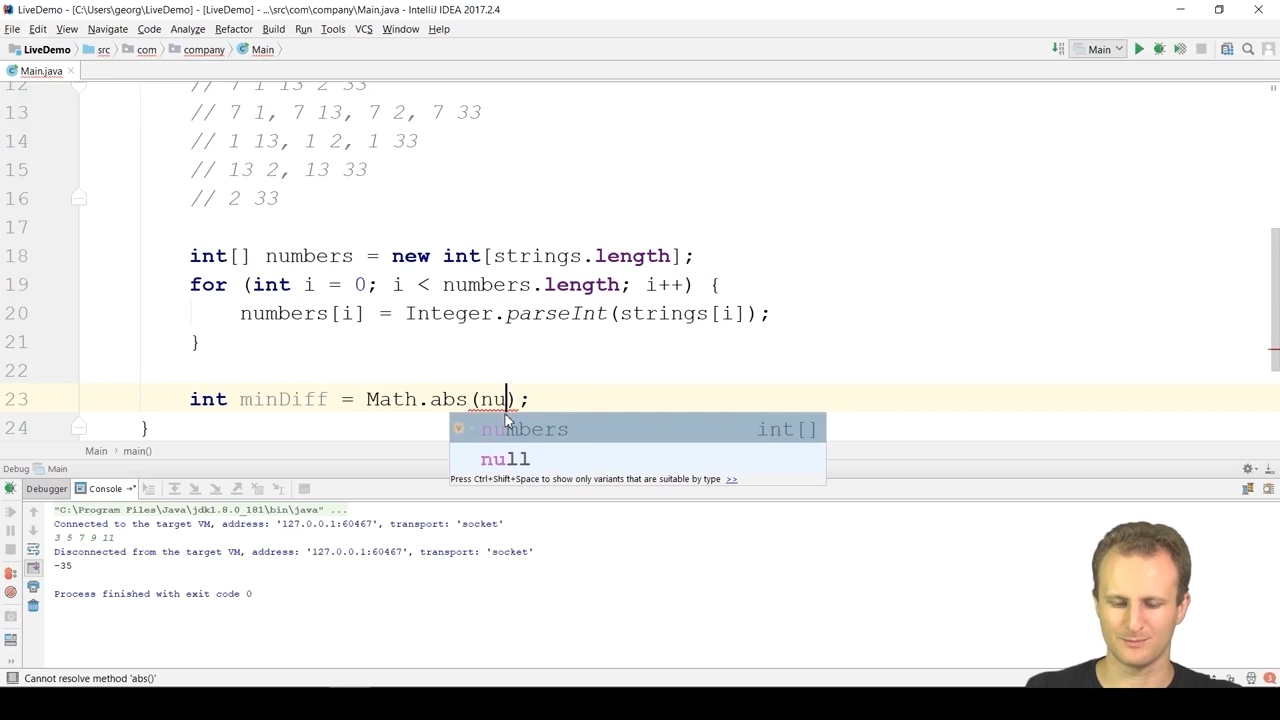 LiveDemo - [C:\Users\georg\LiveDemo] - [LiveDemo] - ...\src\com\company\Main.java - IntelliJ IDEA 2017.2.4
File Edit View Navigate Code Analyze Refactor Build Run Tools VCS Window Help
LiveDemo src com company Main Main
Main.java
12 // 7 1 13 2 33
13 // 7 1, 7 13, 7 2, 7 33
14 // 1 13, 1 2, 1 33
15 // 13 2, 13 33
16 // 2 33
17
18 int[] numbers = new int[strings.length];
19 for (int i = 0; i < numbers.length; i++) {
20 numbers[i] = Integer.parseInt(strings[i]);
21 }
22
23 int minDiff = Math.abs(nu);
24 }
numbers int[]
null
Press Ctrl+Shift+Space to show only variants that are suitable by type >>
Main main()
Debug Main
Debugger Console
"C:\Program Files\Java\jdk1.8.0_181\bin\java" ...
Connected to the target VM, address: '127.0.0.1:60467', transport: 'socket'
3 5 7 9 11
Disconnected from the target VM, address: '127.0.0.1:60467', transport: 'socket'
-35
Process finished with exit code 0
Cannot resolve method 'abs()'